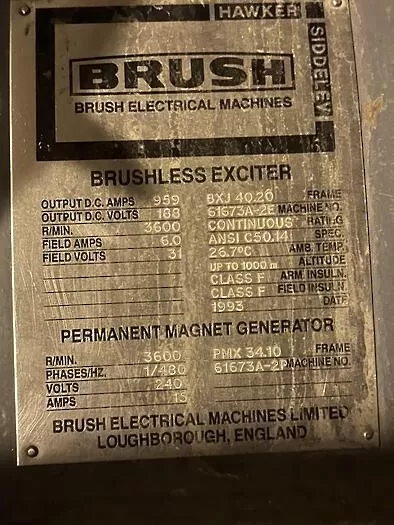 HAWKER
SIDDELEY
BRUSH
BRUSH ELECTRICAL MACHINES
BRUSHLESS EXCITER
OUTPUT D.C. AMPS 959 BXJ 40.20 FRAME
OUTPUT D.C. VOLTS 188 61673A-2E MACHINE NO.
R/MIN. 3600 CONTINUOUS RATING
FIELD AMPS 6.0 ANSI C50.14 SPEC.
FIELD VOLTS 31 26.7ºC AMB. TEMP.
UP TO 1000 m ALTITUDE
CLASS F ARM. INSULN.
CLASS F FIELD INSULN.
1993 DATE
PERMANENT MAGNET GENERATOR
R/MIN. 3600 PMX 34.10 FRAME
PHASES/HZ. 1/480 61673A-2P MACHINE NO.
VOLTS 240
AMPS 15
BRUSH ELECTRICAL MACHINES LIMITED
LOUGHBOROUGH, ENGLAND